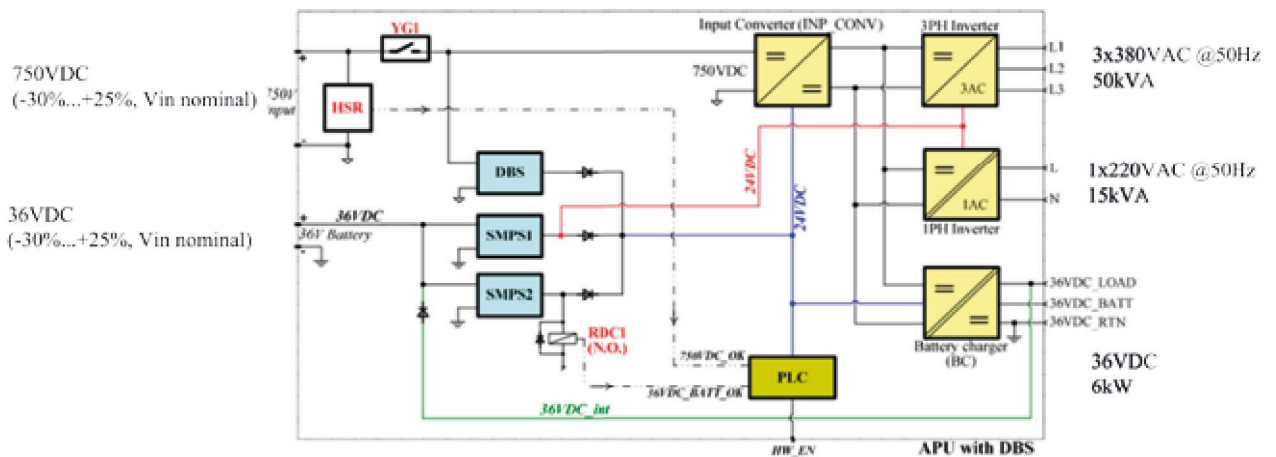 YG1
Input Converter (INP_CONV)
3PH Inverter
750VDC
(-30%...+25%, Vin nominal)
+
750V
HSR
-
750VDC
3AC
L1
L2
L3
3x380VAC @50Hz
50kVA
DBS
24VDC
24VDC
1AC
1PH Inverter
L
N
1x220VAC @50Hz
15kVA
36VDC
(-30%...+25%, Vin nominal)
+
36VDC
36V Battery
-
SMPS1
SMPS2
RDC1
(N.O.)
36VDC_LOAD
36VDC_BATT
36VDC_RTN
Battery charger
(BC)
36VDC
6kW
750VDC_OK
36VDC_BATT_OK
PLC
36VDC_int
HW_EN
APU with DBS